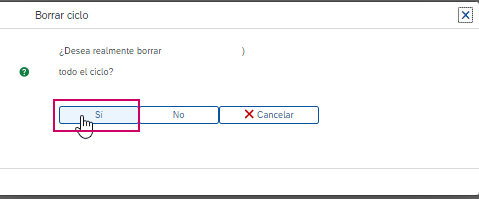 Borrar ciclo
¿Desea realmente borrar )
todo el ciclo?
Sí
No
Cancelar